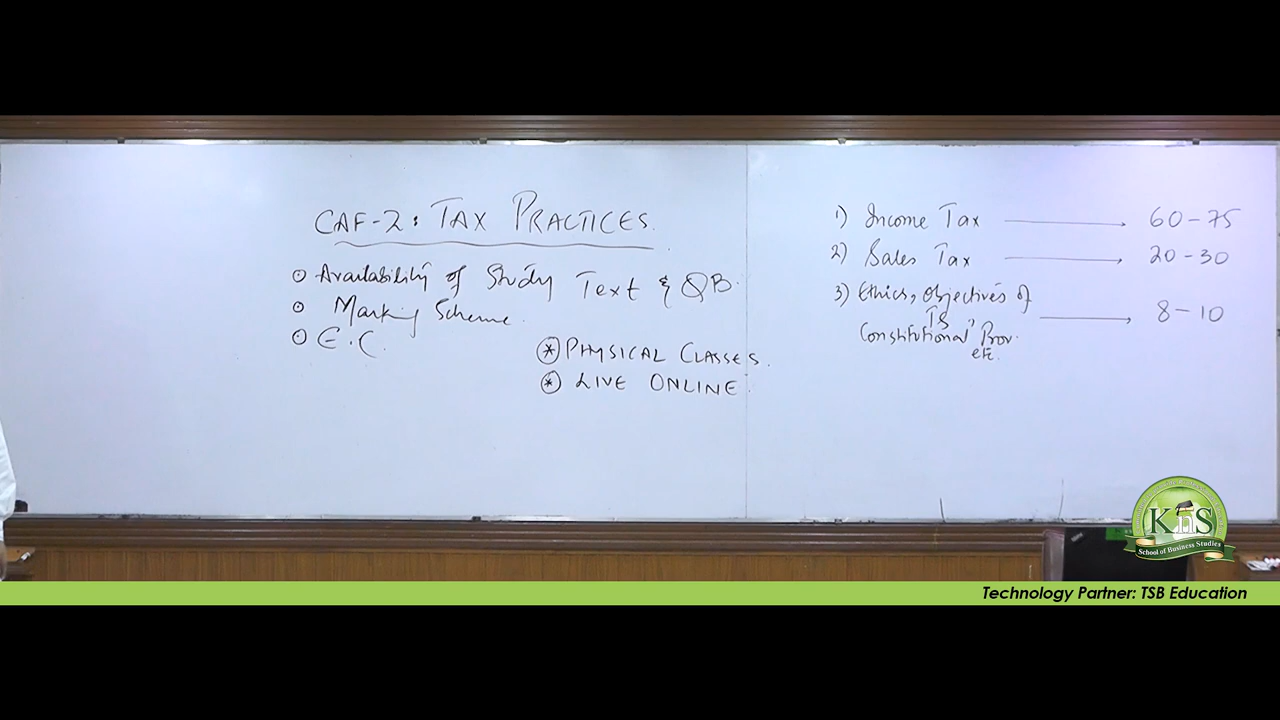 CAF-2: TAX PRACTICES.
⊙ Availability of Study Text & QB.
⊙ Marking Scheme.
⊙ E.C.
⊛ PHYSICAL CLASSES.
⊛ LIVE ONLINE.
1) Income Tax → 60-75
2) Sales Tax → 20-30
3) Ethics, Objectives of TS, → 8-10
Constitutional Prov.
etc.
KnS
School of Business Studies
Technology Partner: TSB Education